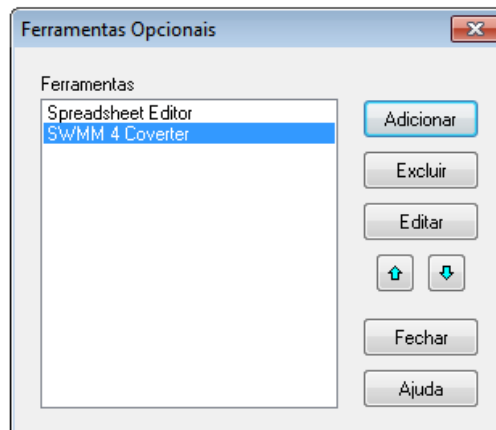 Ferramentas Opcionais
Ferramentas
Spreadsheet Editor
SWMM 4 Coverter
Adicionar
Excluir
Editar
Fechar
Ajuda